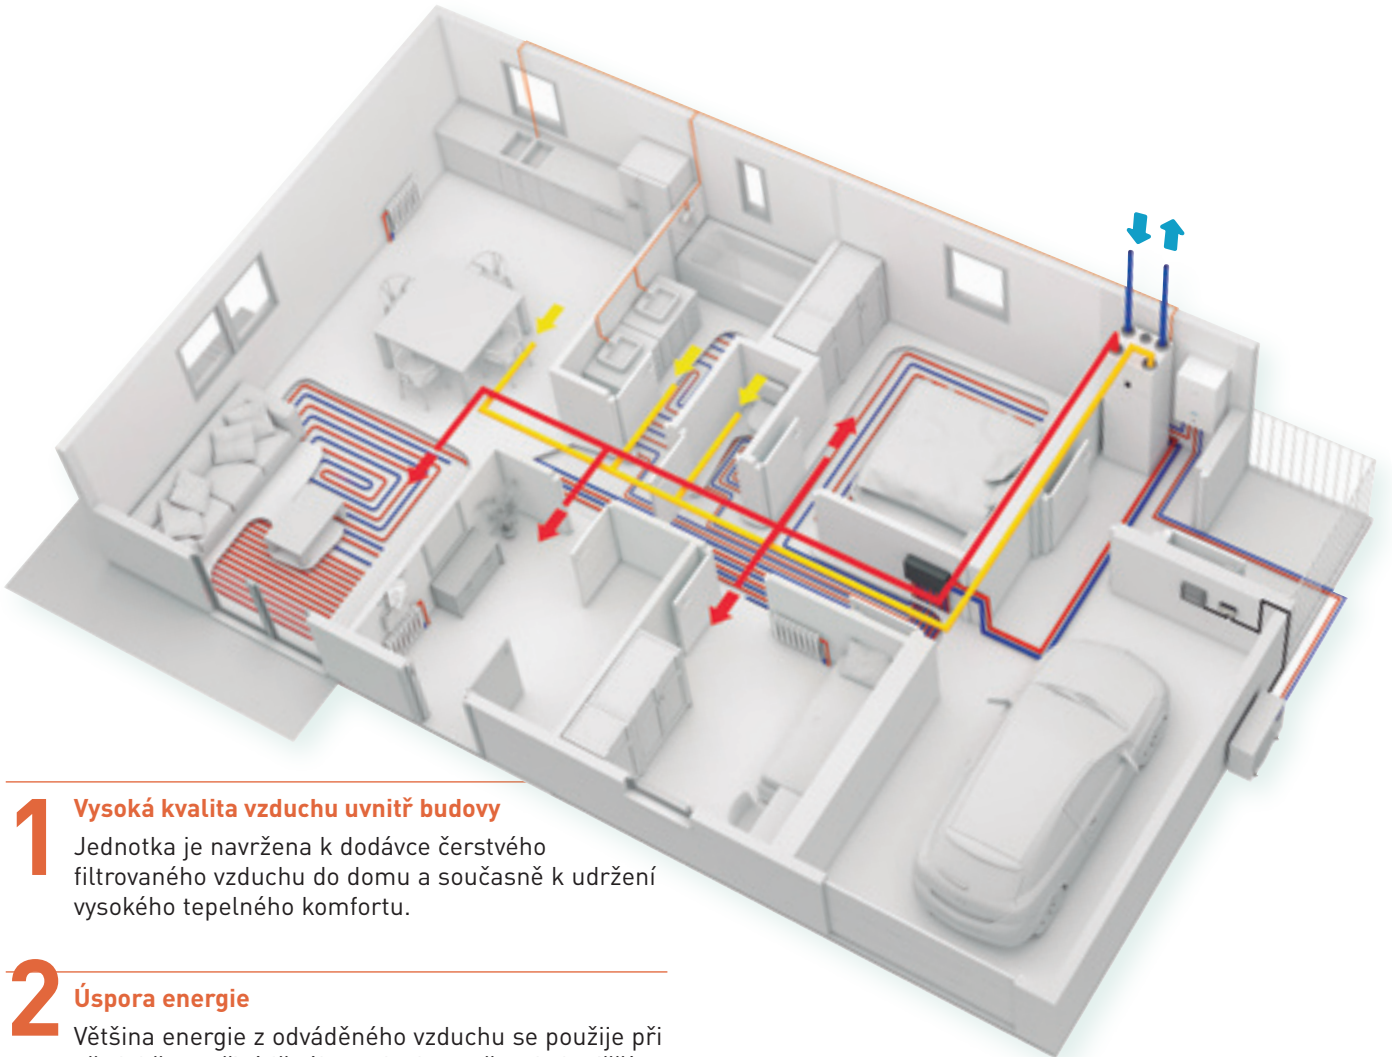 1
Vysoká kvalita vzduchu uvnitř budovy
Jednotka je navržena k dodávce čerstvého
filtrovaného vzduchu do domu a současně k udržení
vysokého tepelného komfortu.
2
Úspora energie
Většina energie z odváděného vzduchu se použije při